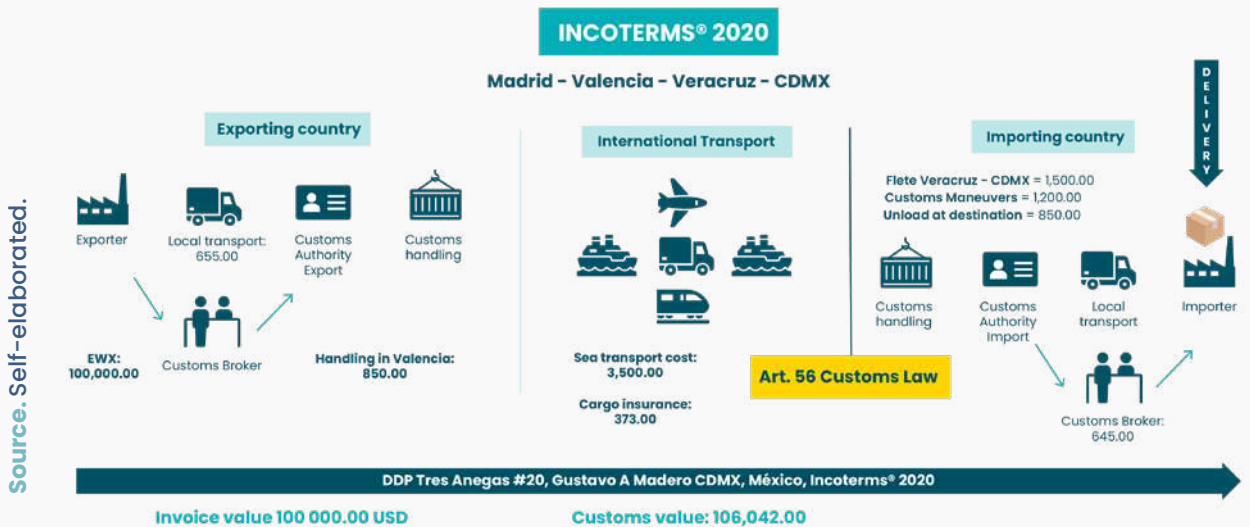 INCOTERMS® 2020
Madrid - Valencia - Veracruz - CDMX
DELIVERY
Exporting country
International Transport
Importing country
Flete Veracruz - CDMX = 1,500.00
Customs Maneuvers = 1,200.00
Unload at destination = 850.00
Exporter
Local transport:
655.00
Customs
Authority
Export
Customs
handling
Customs
handling
Customs
Authority
Import
Local
transport
Importer
EWX:
100,000.00
Customs Broker
Handling in Valencia:
850.00
Sea transport cost:
3,500.00
Cargo insurance:
373.00
Art. 56 Customs Law
Customs Broker:
645.00
DDP Tres Anegas #20, Gustavo A Madero CDMX, México, Incoterms® 2020
Invoice value 100 000.00 USD
Customs value: 106,042.00
Source. Self-elaborated.